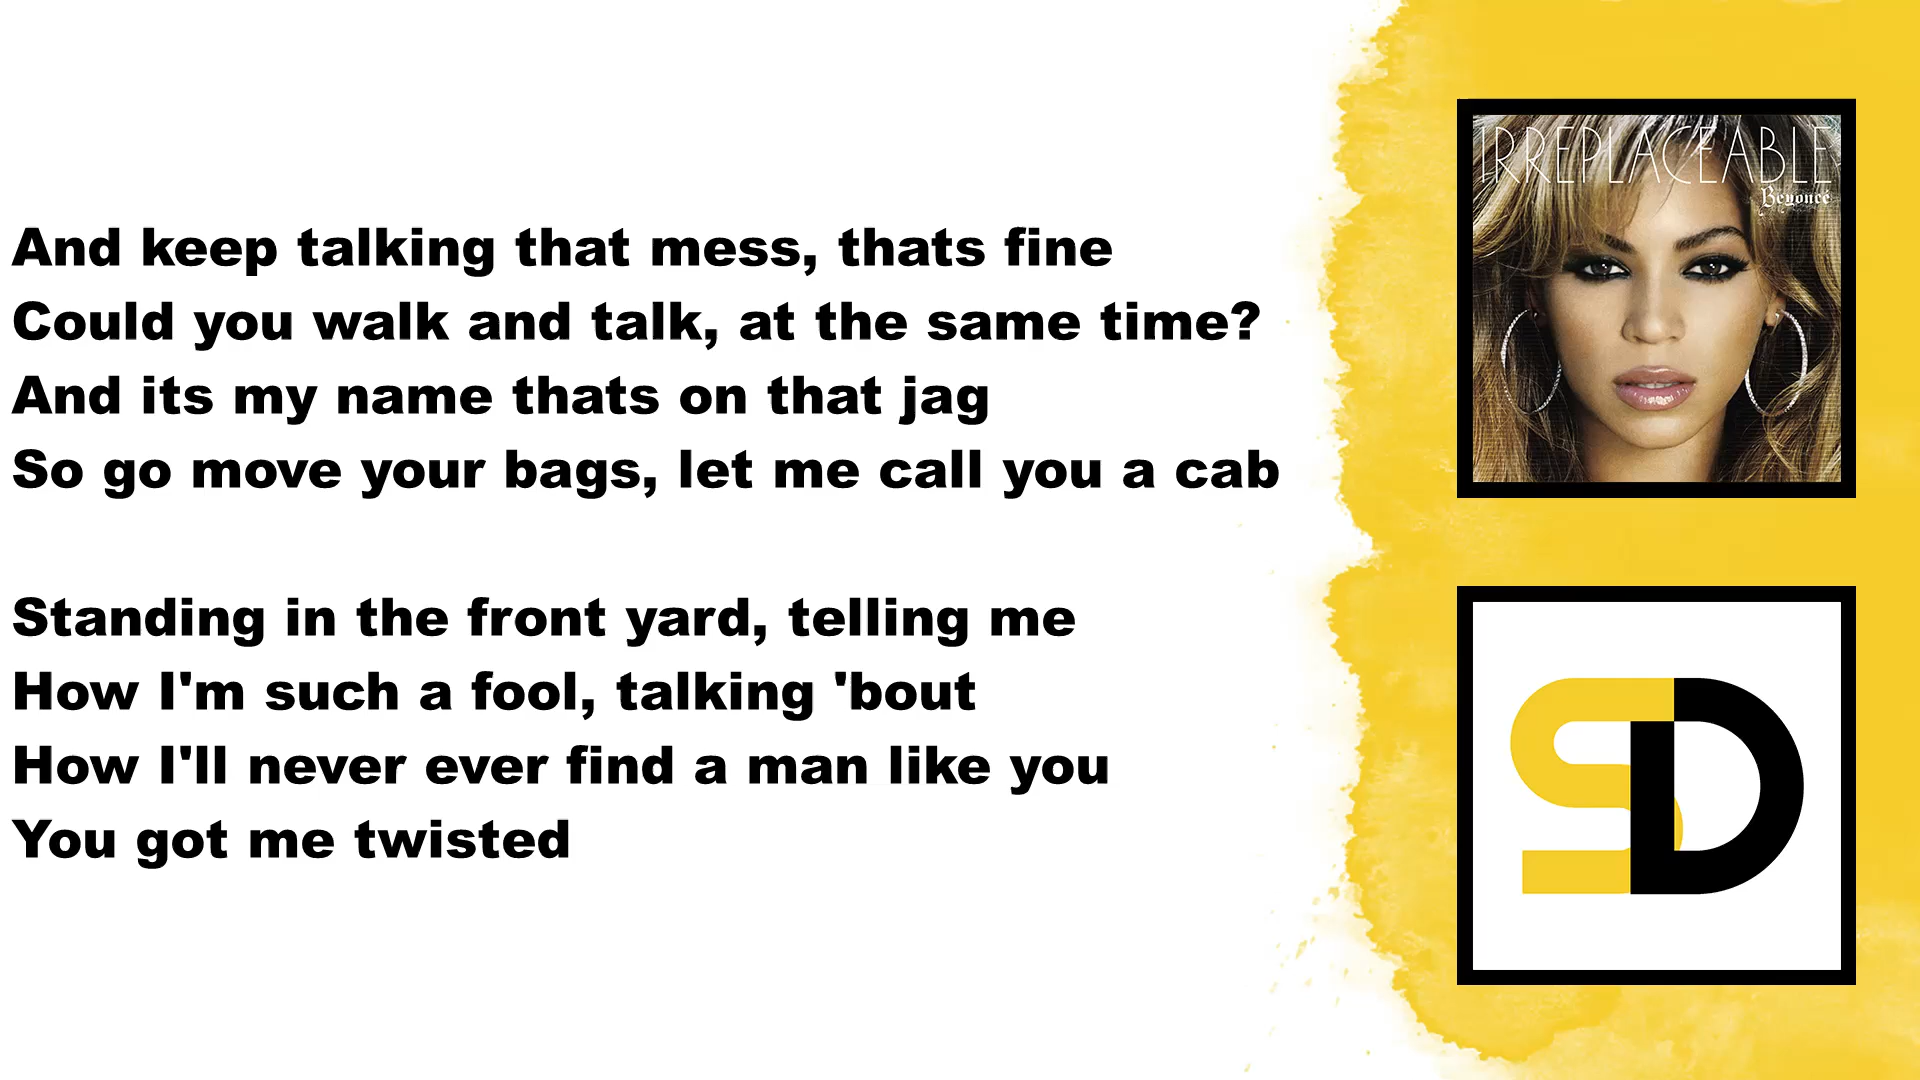 And keep talking that mess, thats fine
Could you walk and talk, at the same time?
And its my name thats on that jag
So go move your bags, let me call you a cab
Standing in the front yard, telling me
How I'm such a fool, talking 'bout
How I'll never ever find a man like you
You got me twisted
IRREPLACEABLE
Beyoncé
SD